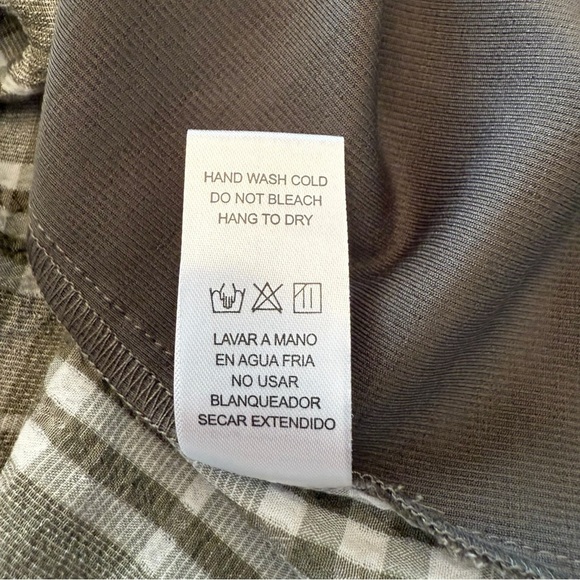 HAND WASH COLD
DO NOT BLEACH
HANG TO DRY
LAVAR A MANO
EN AGUA FRIA
NO USAR
BLANQUEADOR
SECAR EXTENDIDO